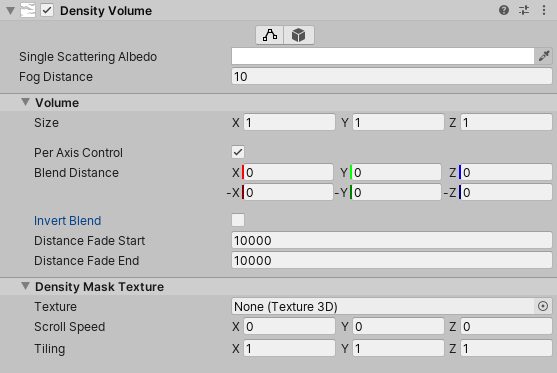 Density Volume
Single Scattering Albedo
Fog Distance 10
Volume
Size X 1 Y 1 Z 1
Per Axis Control
Blend Distance X 0 Y 0 Z 0
-X 0 -Y 0 -Z 0
Invert Blend
Distance Fade Start 10000
Distance Fade End 10000
Density Mask Texture
Texture None (Texture 3D)
Scroll Speed X 0 Y 0 Z 0
Tiling X 1 Y 1 Z 1